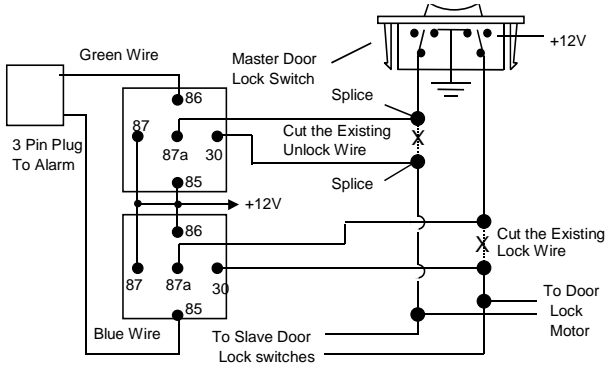 Green Wire
Master Door
Lock Switch
+12V
3 Pin Plug
To Alarm
86
87
87a
30
85
Splice
Cut the Existing
Unlock Wire
X
Splice
+12V
86
87
87a
30
85
Cut the Existing
Lock Wire
X
Blue Wire
To Slave Door
Lock switches
To Door
Lock
Motor